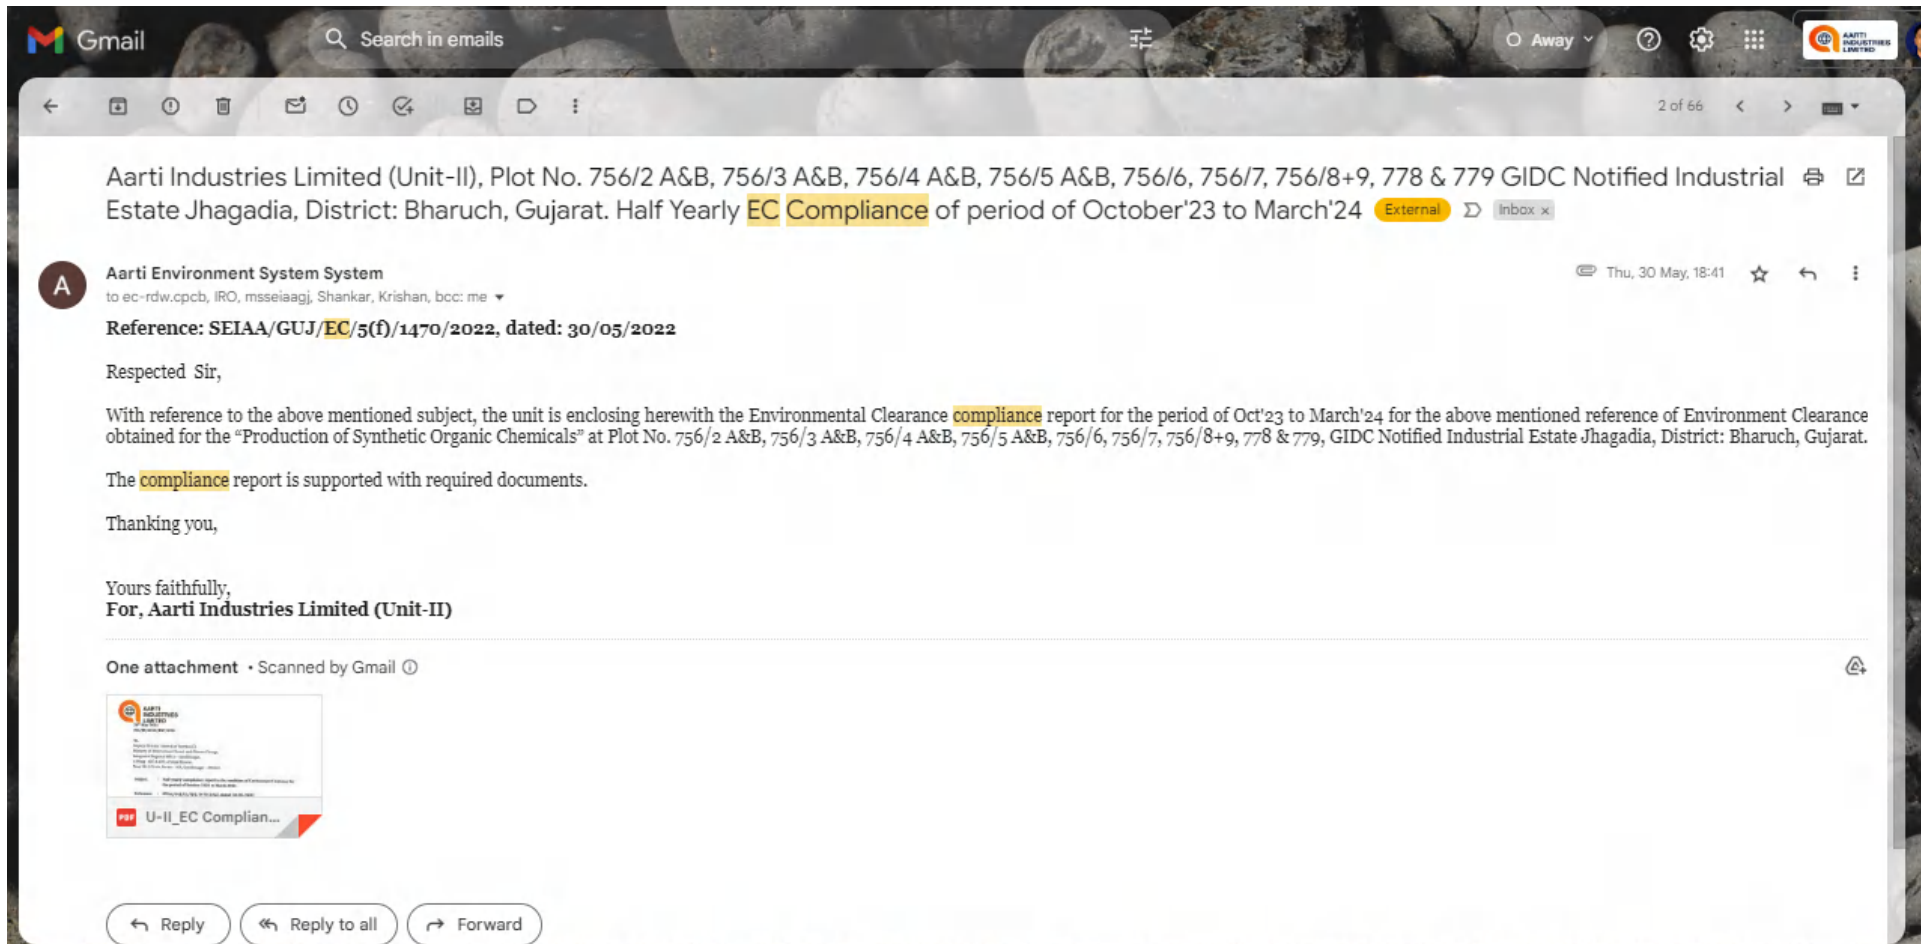 Gmail
Search in emails
Away
AARTI
INDUSTRIES
LIMITED
2 of 66
Aarti Industries Limited (Unit-II), Plot No. 756/2 A&B, 756/3 A&B, 756/4 A&B, 756/5 A&B, 756/6, 756/7, 756/8+9, 778 & 779 GIDC Notified Industrial
Estate Jhagadia, District: Bharuch, Gujarat. Half Yearly EC Compliance of period of October'23 to March'24 External Inbox x
A
Aarti Environment System System
Thu, 30 May, 18:41
to ec-rdw.cpcb, IRO, msseiaagj, Shankar, Krishan, bcc: me
Reference: SEIAA/GUJ/EC/5(f)/1470/2022, dated: 30/05/2022
Respected Sir,
With reference to the above mentioned subject, the unit is enclosing herewith the Environmental Clearance compliance report for the period of Oct'23 to March'24 for the above mentioned reference of Environment Clearance
obtained for the “Production of Synthetic Organic Chemicals” at Plot No. 756/2 A&B, 756/3 A&B, 756/4 A&B, 756/5 A&B, 756/6, 756/7, 756/8+9, 778 & 779, GIDC Notified Industrial Estate Jhagadia, District: Bharuch, Gujarat.
The compliance report is supported with required documents.
Thanking you,
Yours faithfully,
For, Aarti Industries Limited (Unit-II)
One attachment • Scanned by Gmail
AARTI
INDUSTRIES
LIMITED
PDF U-II_EC Complian...
Reply
Reply to all
Forward